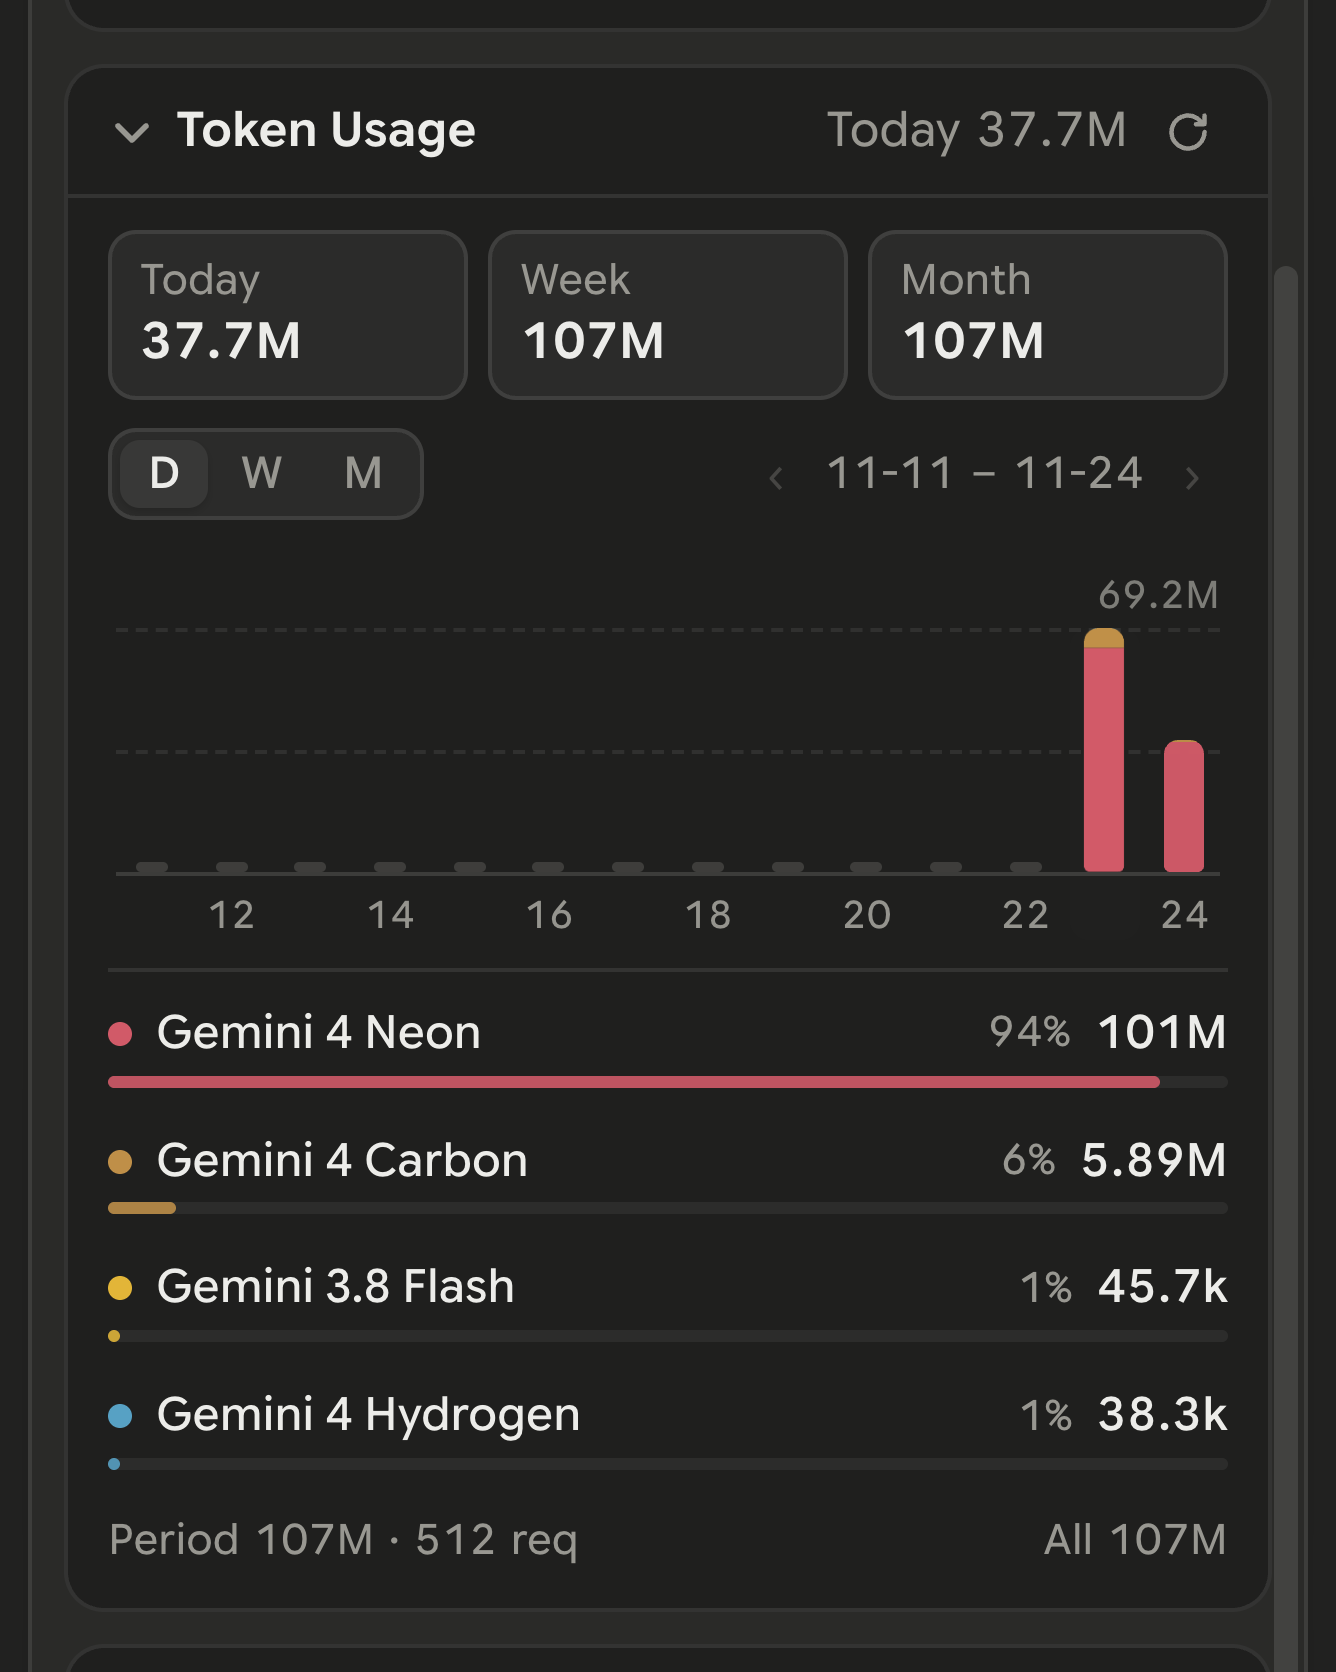 Token Usage Today 37.7M
Today Week Month
37.7M 107M 107M
D W M 11-11 – 11-24
69.2M
12 14 16 18 20 22 24
Gemini 4 Neon 94% 101M
Gemini 4 Carbon 6% 5.89M
Gemini 3.8 Flash 1% 45.7k
Gemini 4 Hydrogen 1% 38.3k
Period 107M · 512 req All 107M